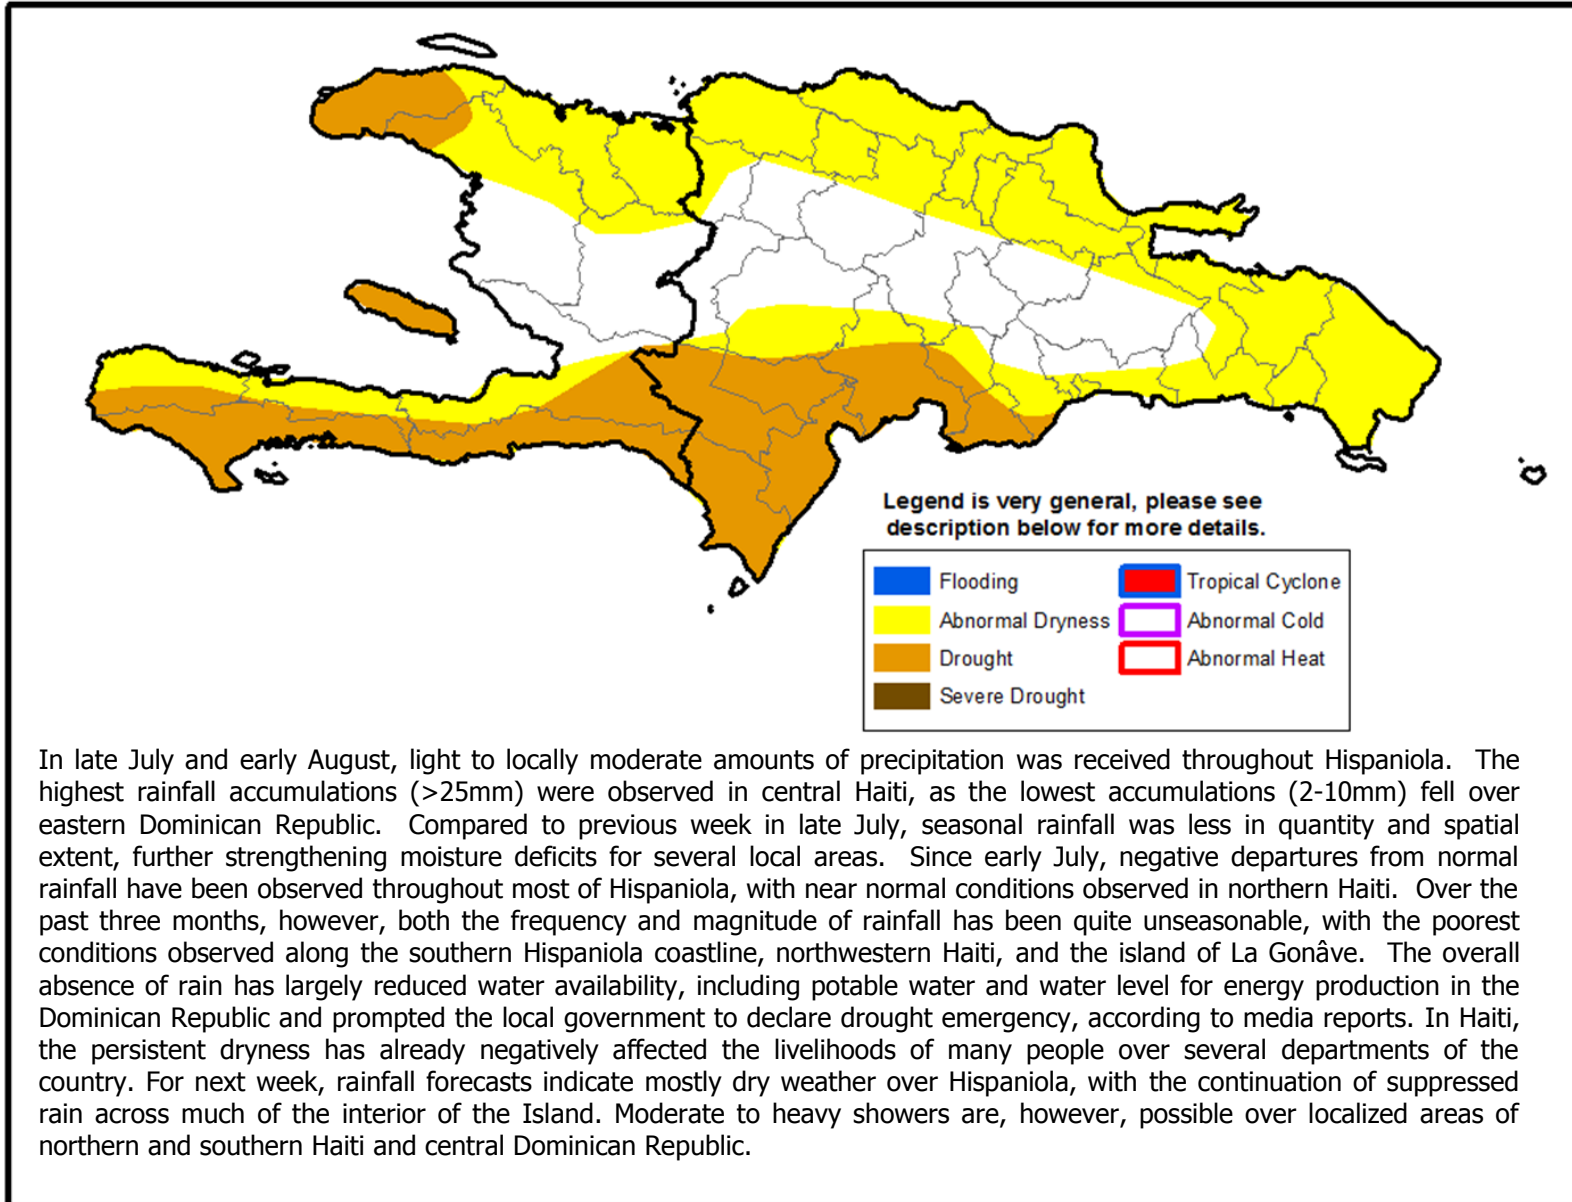 Legend is very general, please see
description below for more details.
Flooding
Tropical Cyclone
Abnormal Dryness
Abnormal Cold
Drought
Abnormal Heat
Severe Drought
In late July and early August, light to locally moderate amounts of precipitation was received throughout Hispaniola. The
highest rainfall accumulations (>25mm) were observed in central Haiti, as the lowest accumulations (2-10mm) fell over
eastern Dominican Republic. Compared to previous week in late July, seasonal rainfall was less in quantity and spatial
extent, further strengthening moisture deficits for several local areas. Since early July, negative departures from normal
rainfall have been observed throughout most of Hispaniola, with near normal conditions observed in northern Haiti. Over the
past three months, however, both the frequency and magnitude of rainfall has been quite unseasonable, with the poorest
conditions observed along the southern Hispaniola coastline, northwestern Haiti, and the island of La Gonâve. The overall
absence of rain has largely reduced water availability, including potable water and water level for energy production in the
Dominican Republic and prompted the local government to declare drought emergency, according to media reports. In Haiti,
the persistent dryness has already negatively affected the livelihoods of many people over several departments of the
country. For next week, rainfall forecasts indicate mostly dry weather over Hispaniola, with the continuation of suppressed
rain across much of the interior of the Island. Moderate to heavy showers are, however, possible over localized areas of
northern and southern Haiti and central Dominican Republic.